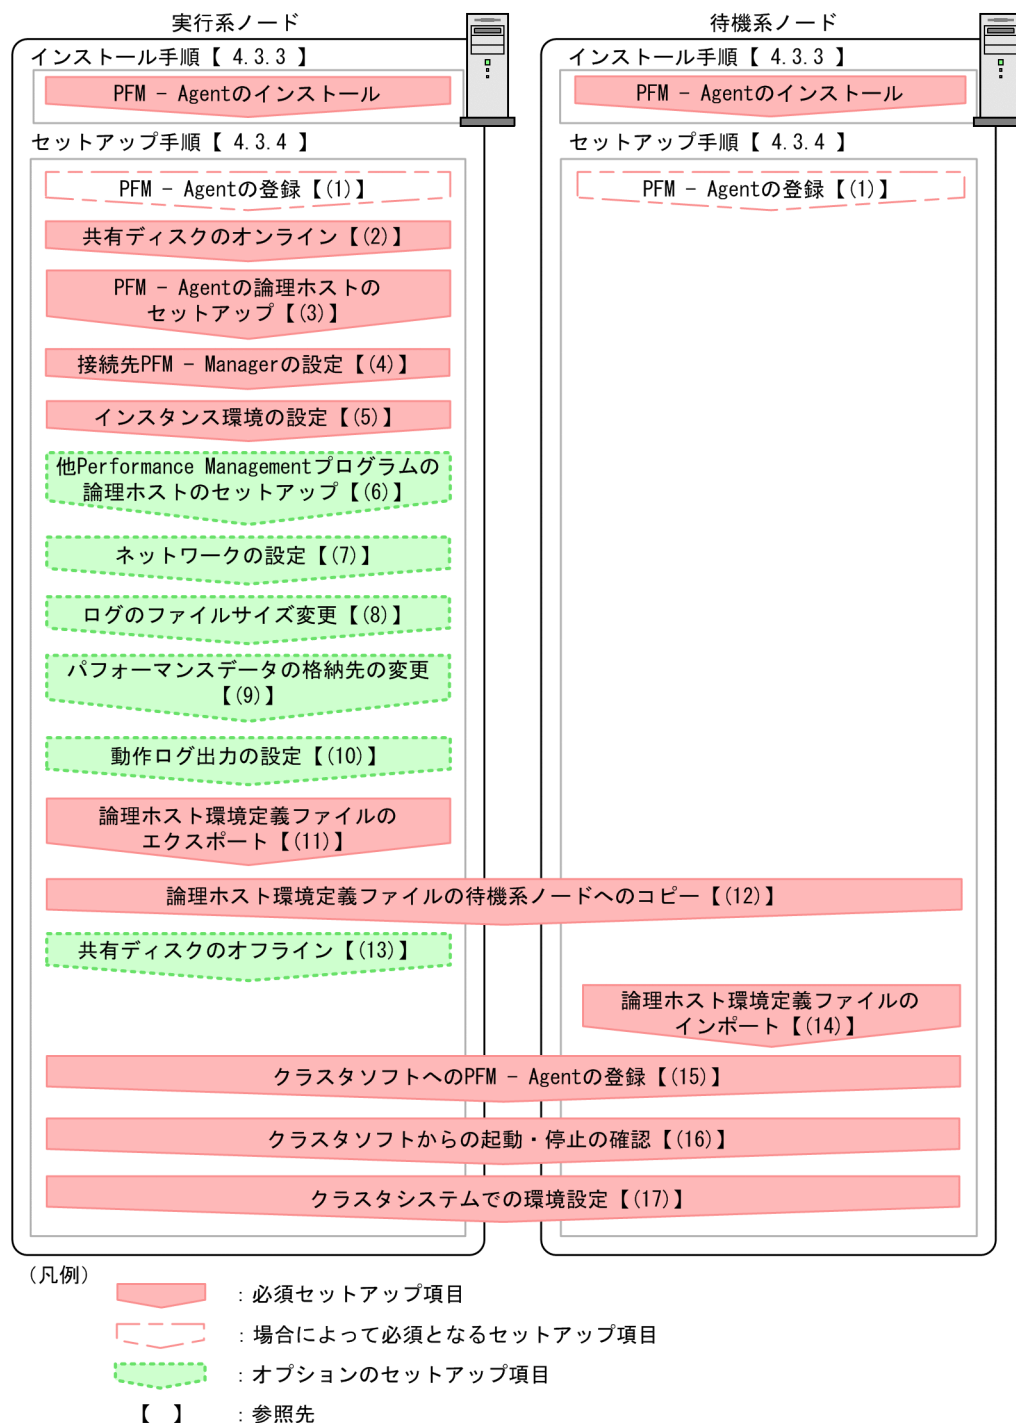 実行系ノード
待機系ノード
インストール手順【 4.3.3 】
インストール手順【 4.3.3 】
PFM - Agentのインストール
PFM - Agentのインストール
セットアップ手順【 4.3.4 】
セットアップ手順【 4.3.4 】
PFM - Agentの登録【(1)】
PFM - Agentの登録【(1)】
共有ディスクのオンライン【(2)】
PFM - Agentの論理ホストの
セットアップ【(3)】
接続先PFM - Managerの設定【(4)】
インスタンス環境の設定【(5)】
他Performance Managementプログラムの
論理ホストのセットアップ【(6)】
ネットワークの設定【(7)】
ログのファイルサイズ変更【(8)】
パフォーマンスデータの格納先の変更
【(9)】
動作ログ出力の設定【(10)】
論理ホスト環境定義ファイルの
エクスポート【(11)】
論理ホスト環境定義ファイルの待機系ノードへのコピー【(12)】
共有ディスクのオフライン【(13)】
論理ホスト環境定義ファイルの
インポート【(14)】
クラスタソフトへのPFM - Agentの登録【(15)】
クラスタソフトからの起動・停止の確認【(16)】
クラスタシステムでの環境設定【(17)】
(凡例)
：必須セットアップ項目
：場合によって必須となるセットアップ項目
：オプションのセットアップ項目
【 】 ：参照先